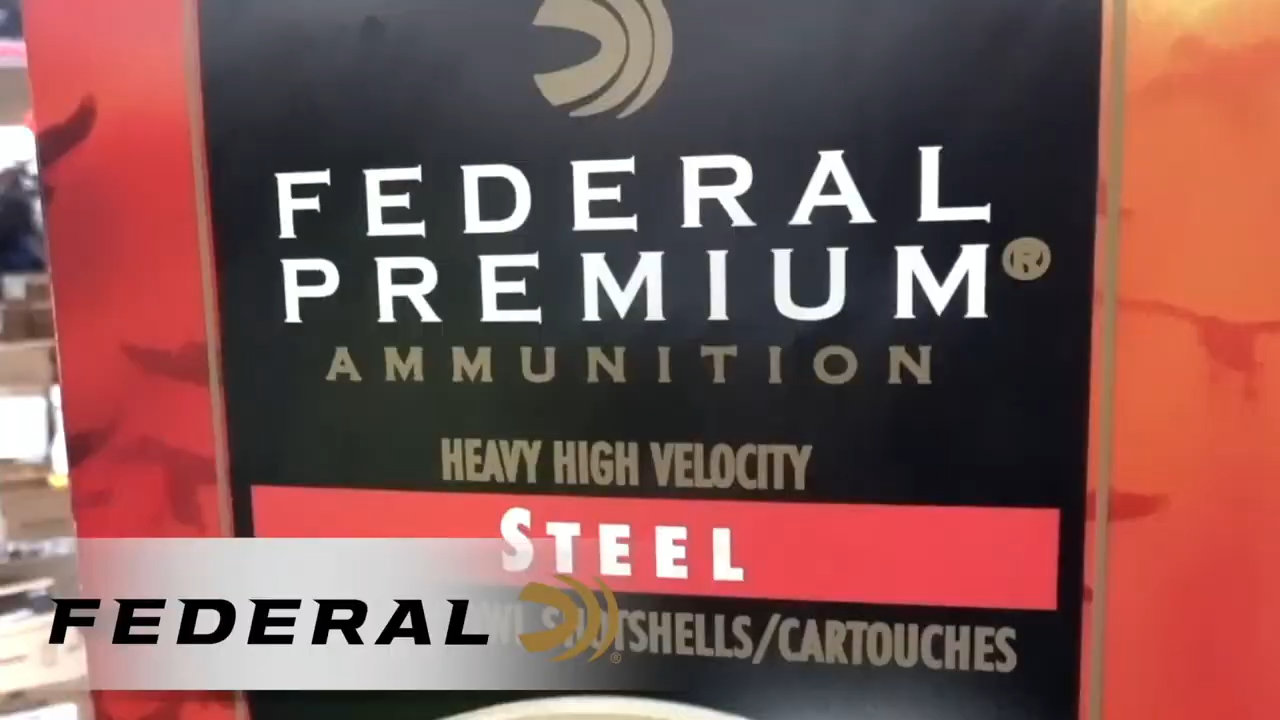 FEDERAL
PREMIUM®
AMMUNITION
HEAVY HIGH VELOCITY
STEEL
SHOTSHELLS/CARTOUCHES
FEDERAL ®